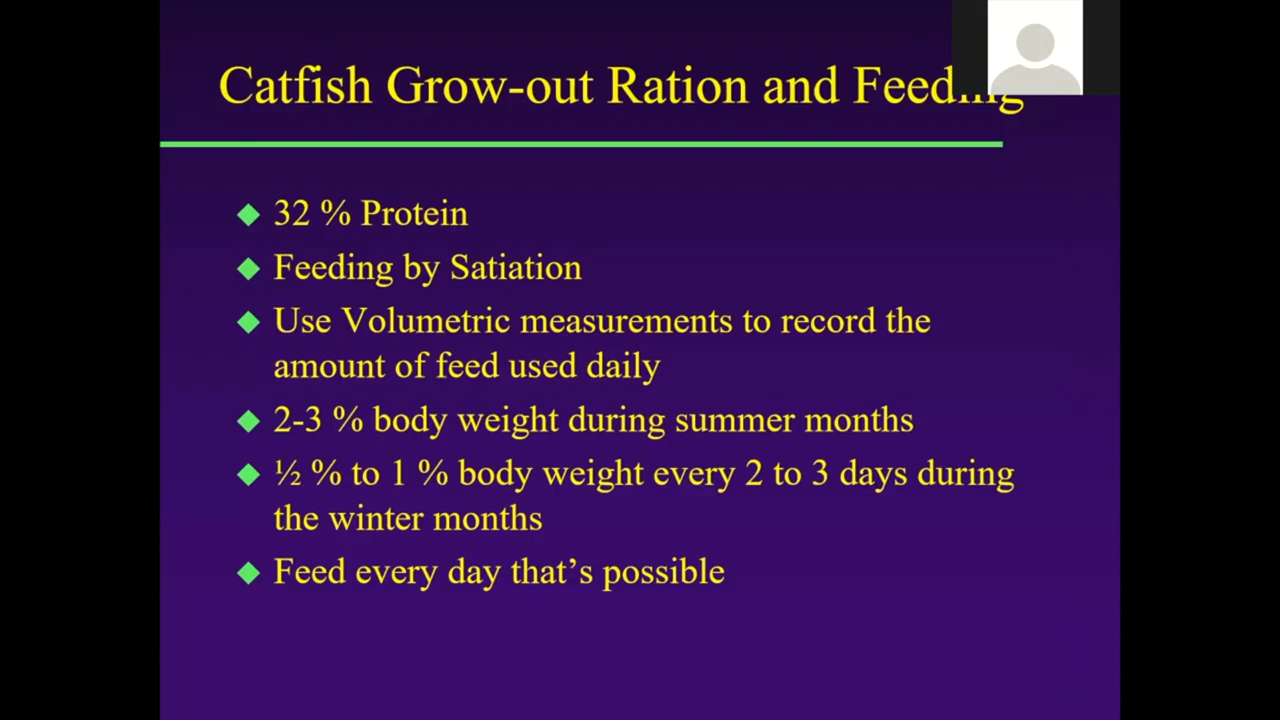 Catfish Grow-out Ration and Feeding
32 % Protein
Feeding by Satiation
Use Volumetric measurements to record the
amount of feed used daily
2-3 % body weight during summer months
½ % to 1 % body weight every 2 to 3 days during
the winter months
Feed every day that’s possible